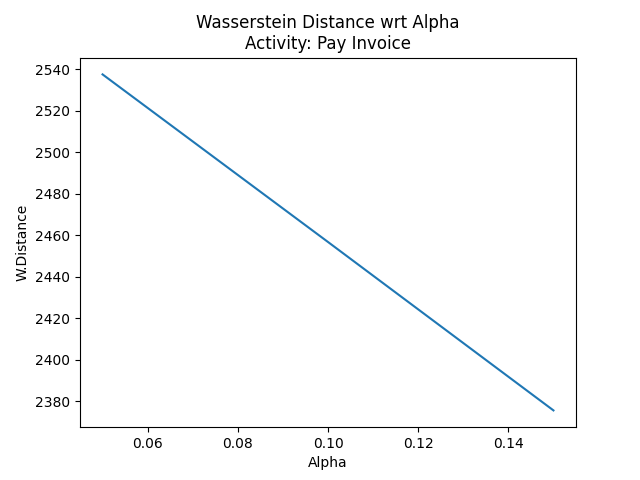 Wasserstein Distance wrt Alpha
Activity: Pay Invoice
2540
2520
2500
2480
2460
2440
2420
2400
2380
W.Distance
0.06 0.08 0.10 0.12 0.14
Alpha